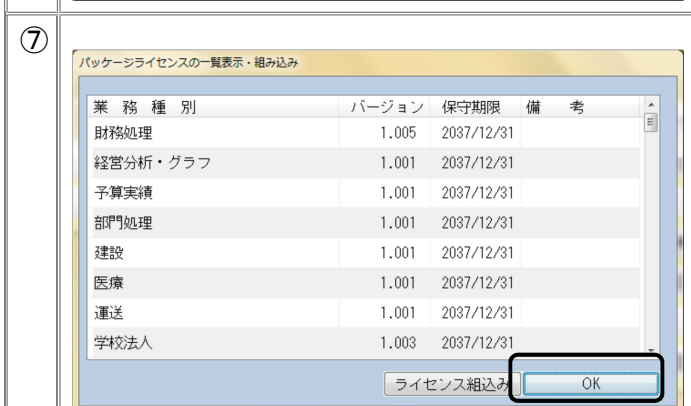 ⑦
パッケージライセンスの一覧表示・組み込み
業 務 種 別 バージョン 保守期限 備 考
財務処理 1.005 2037/12/31
経営分析・グラフ 1.001 2037/12/31
予算実績 1.001 2037/12/31
部門処理 1.001 2037/12/31
建設 1.001 2037/12/31
医療 1.001 2037/12/31
運送 1.001 2037/12/31
学校法人 1.003 2037/12/31
ライセンス組込み OK